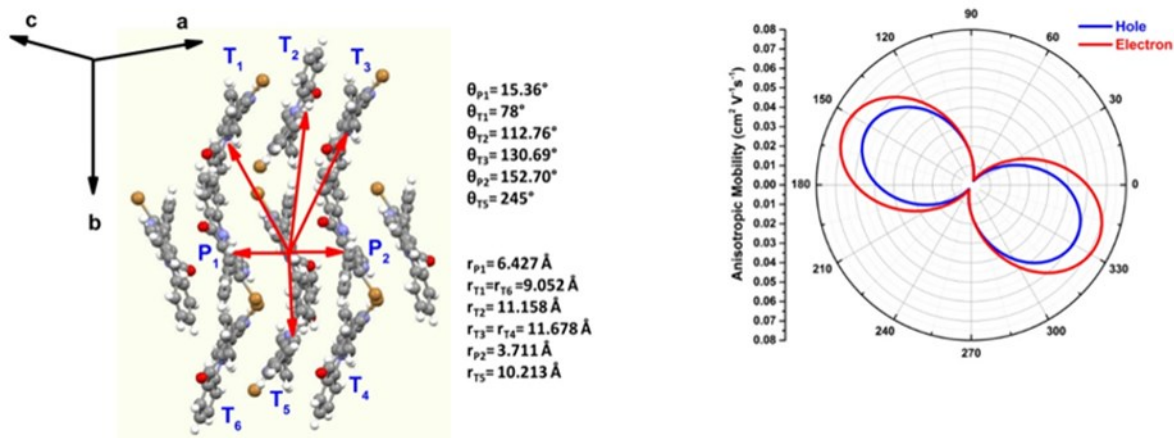 c
a
b
T₁
T₂
T₃
P₁
P₂
T₆
T₅
T₄
θP1= 15.36°
θT1= 78°
θT2= 112.76°
θT3= 130.69°
θP2= 152.70°
θT5= 245°
rP1= 6.427 Å
rT1=rT6 =9.052 Å
rT2= 11.158 Å
rT3= rT4= 11.678 Å
rP2= 3.711 Å
rT5= 10.213 Å
Anisotropic Mobility (cm² V⁻¹s⁻¹)
0.08
0.07
0.06
0.05
0.04
0.03
0.02
0.01
0.00
0.01
0.02
0.03
0.04
0.05
0.06
0.07
0.08
90
120
60
150
30
180
0
210
330
240
300
270
Hole
Electron